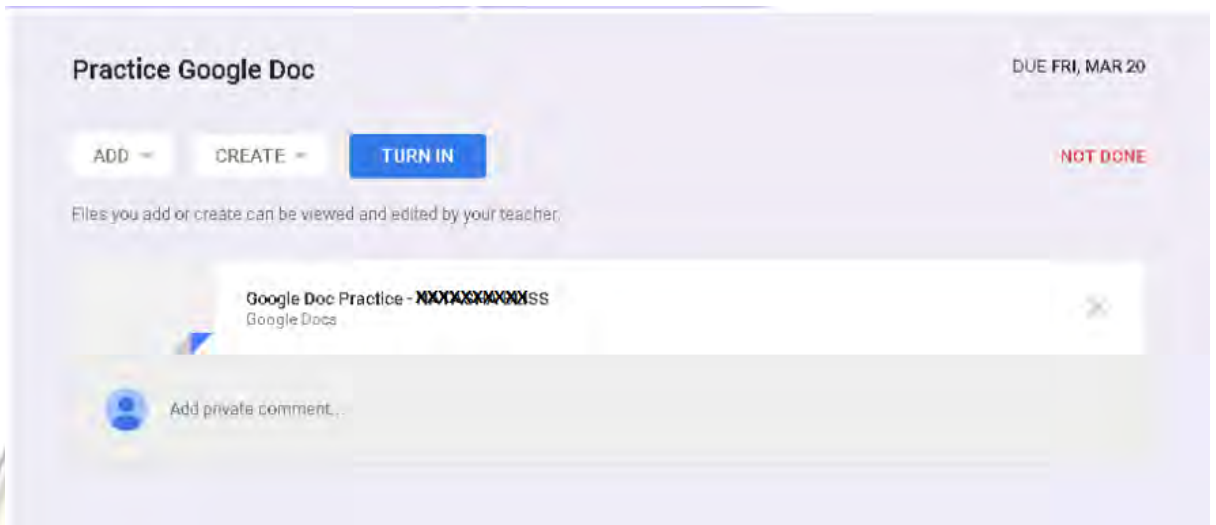 Practice Google Doc
DUE FRI, MAR 20
ADD
CREATE
TURN IN
NOT DONE
Files you add or create can be viewed and edited by your teacher.
Google Doc Practice -
Google Docs
Add private comment...